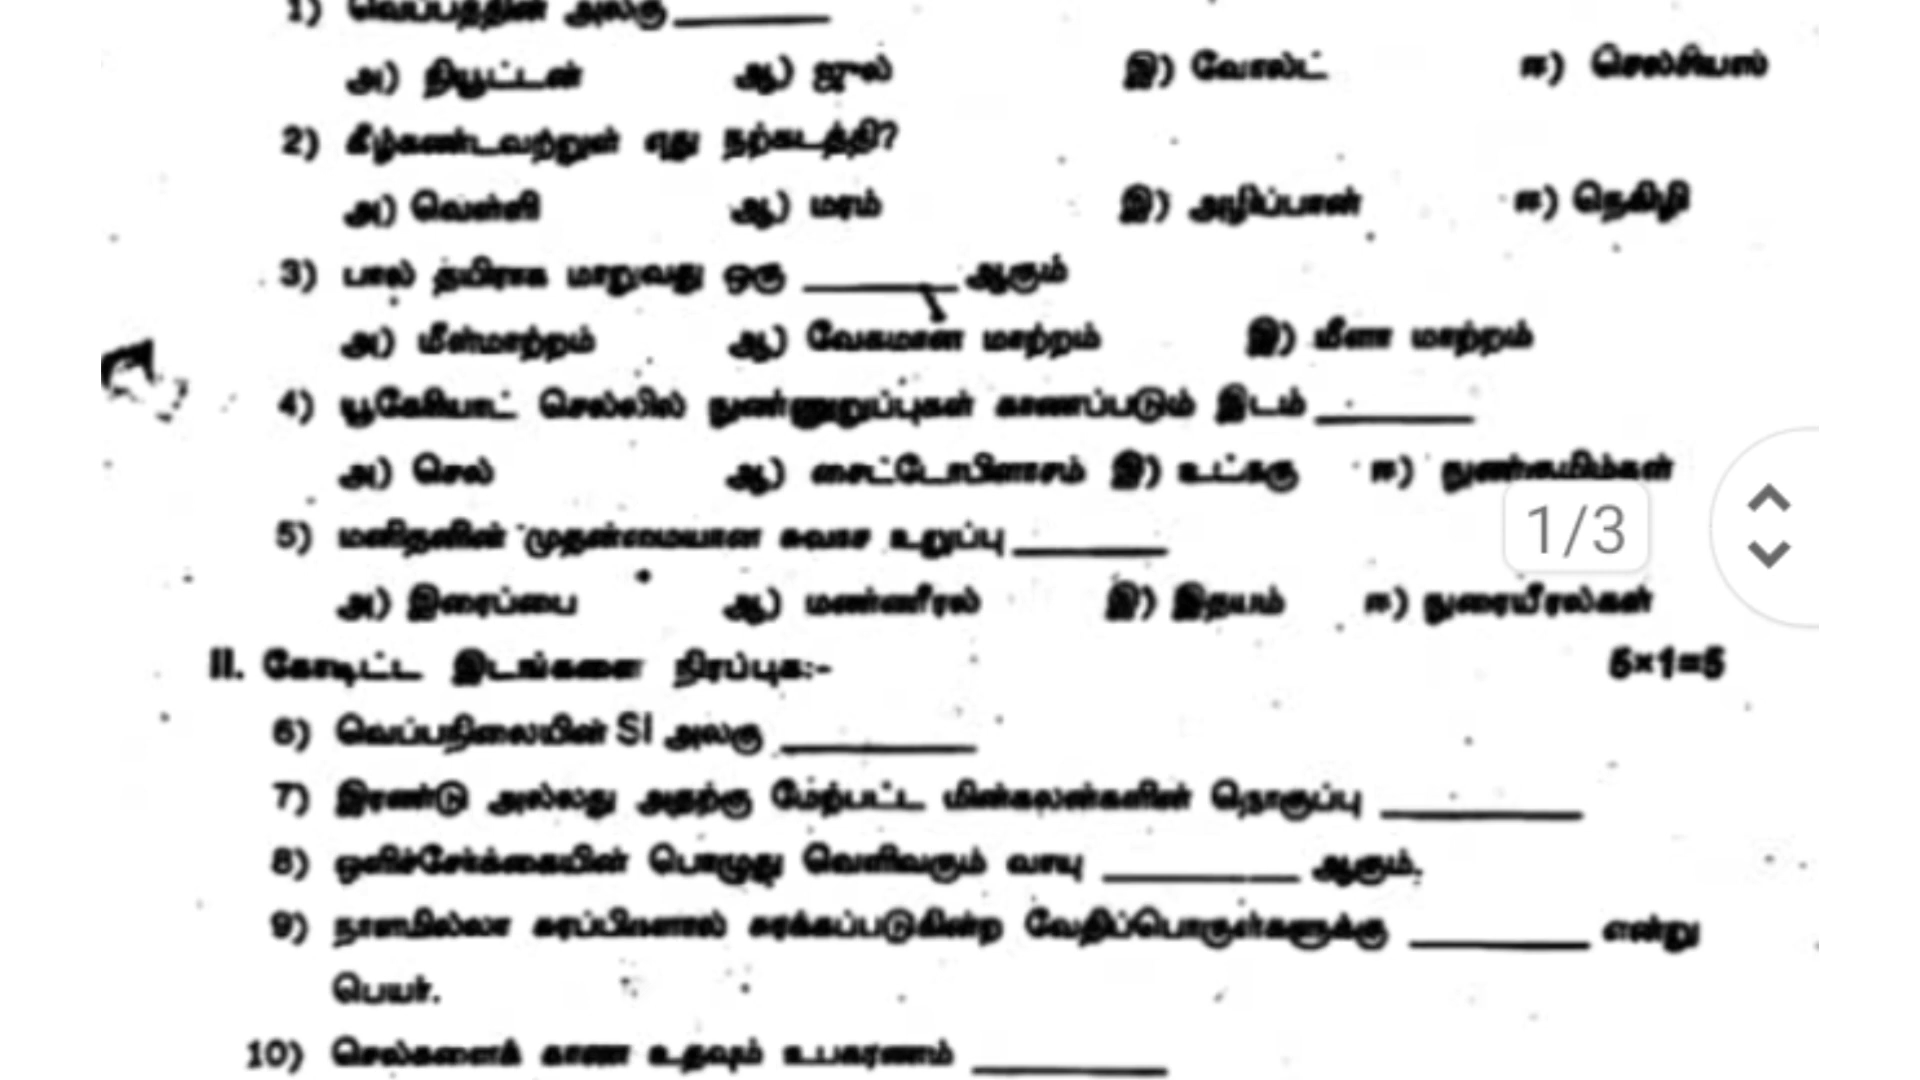 1) வெப்பத்தின் அலகு ________
அ) நியூட்டன் ஆ) ஜுல் இ) வோல்ட் ஈ) செல்சியஸ்
2) கீழ்கண்டவற்றுள் எது நற்கடத்தி?
அ) வெள்ளி ஆ) மரம் இ) அழிப்பான் ஈ) நெகிழி
3) பால் தயிராக மாறுவது ஒரு ________ ஆகும்
அ) மீள்மாற்றம் ஆ) வேகமான மாற்றம் இ) மீளா மாற்றம்
4) யூகேரியாட் செல்லில் நுண்ணுறுப்புகள் காணப்படும் இடம் ________
அ) செல் ஆ) சைட்டோபிளாசம் இ) உட்கரு ஈ) நுண்குமிழ்கள்
1/3
5) மனிதனின் முதன்மையான சுவாச உறுப்பு ________
அ) இரைப்பை ஆ) மண்ணீரல் இ) இதயம் ஈ) நுரையீரல்கள்
II. கோடிட்ட இடங்களை நிரப்புக:- 5×1=5
6) வெப்பநிலையின் SI அலகு ________
7) இரண்டு அல்லது அதற்கு மேற்பட்ட மின்கலன்களின் தொகுப்பு ________
8) ஒளிச்சேர்க்கையின் பொழுது வெளிவரும் வாயு ________ ஆகும்.
9) நாளமில்லா சுரப்பிகளால் சுரக்கப்படுகின்ற வேதிப்பொருள்களுக்கு ________ என்று
பெயர்.
10) செல்களைக் காண உதவும் உபகரணம் ________